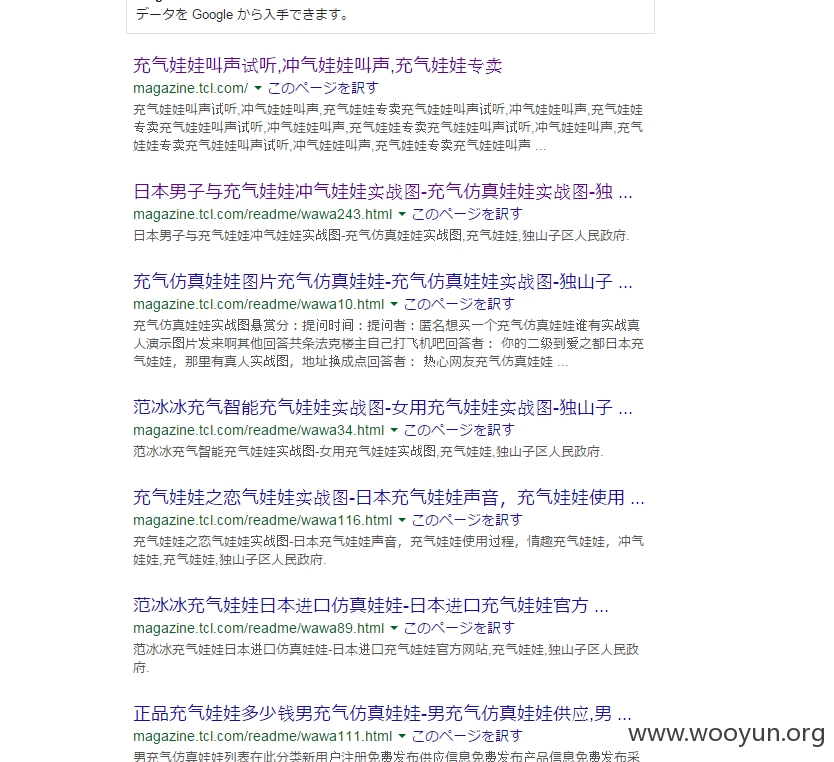 データを Google から入手できます。
充气娃娃叫声试听,冲气娃娃叫声,充气娃娃专卖
magazine.tcl.com/ このページを訳す
充气娃娃叫声试听,冲气娃娃叫声,充气娃娃专卖充气娃娃叫声试听,冲气娃娃叫声,充气娃娃
专卖充气娃娃叫声试听,冲气娃娃叫声,充气娃娃专卖充气娃娃叫声试听,冲气娃娃叫声,充气
娃娃专卖充气娃娃叫声试听,冲气娃娃叫声,充气娃娃专卖充气娃娃叫声 ...
日本男子与充气娃娃冲气娃娃实战图-充气仿真娃娃实战图-独 ...
magazine.tcl.com/readme/wawa243.html このページを訳す
日本男子与充气娃娃冲气娃娃实战图-充气仿真娃娃实战图,充气娃娃,独山子区人民政府.
充气仿真娃娃图片充气仿真娃娃-充气仿真娃娃实战图-独山子 ...
magazine.tcl.com/readme/wawa10.html このページを訳す
充气仿真娃娃实战图悬赏分：提问时间：提问者：匿名想买一个充气仿真娃娃谁有实战真
人演示图片发来啊其他回答共条法克楼主自己打飞机吧回答者： 你的二级到爱之都日本充
气娃娃，那里有真人实战图，地址换成点回答者： 热心网友充气仿真娃娃 ...
范冰冰充气智能充气娃娃实战图-女用充气娃娃实战图-独山子 ...
magazine.tcl.com/readme/wawa34.html このページを訳す
范冰冰充气智能充气娃娃实战图-女用充气娃娃实战图,充气娃娃,独山子区人民政府.
充气娃娃之恋气娃娃实战图-日本充气娃娃声音，充气娃娃使用 ...
magazine.tcl.com/readme/wawa116.html このページを訳す
充气娃娃之恋气娃娃实战图-日本充气娃娃声音，充气娃娃使用过程，情趣充气娃娃，冲气
娃娃,充气娃娃,独山子区人民政府.
范冰冰充气娃娃日本进口仿真娃娃-日本进口充气娃娃官方 ...
magazine.tcl.com/readme/wawa89.html このページを訳す
范冰冰充气娃娃日本进口仿真娃娃-日本进口充气娃娃官方网站,充气娃娃,独山子区人民政
府.
正品充气娃娃多少钱男充气仿真娃娃-男充气仿真娃娃供应,男 ...
magazine.tcl.com/readme/wawa111.html このページを訳す
男充气仿真娃娃列表在此分类新用户注册免费发布供应信息免费发布产品信息免费发布采
www.wooyun.org